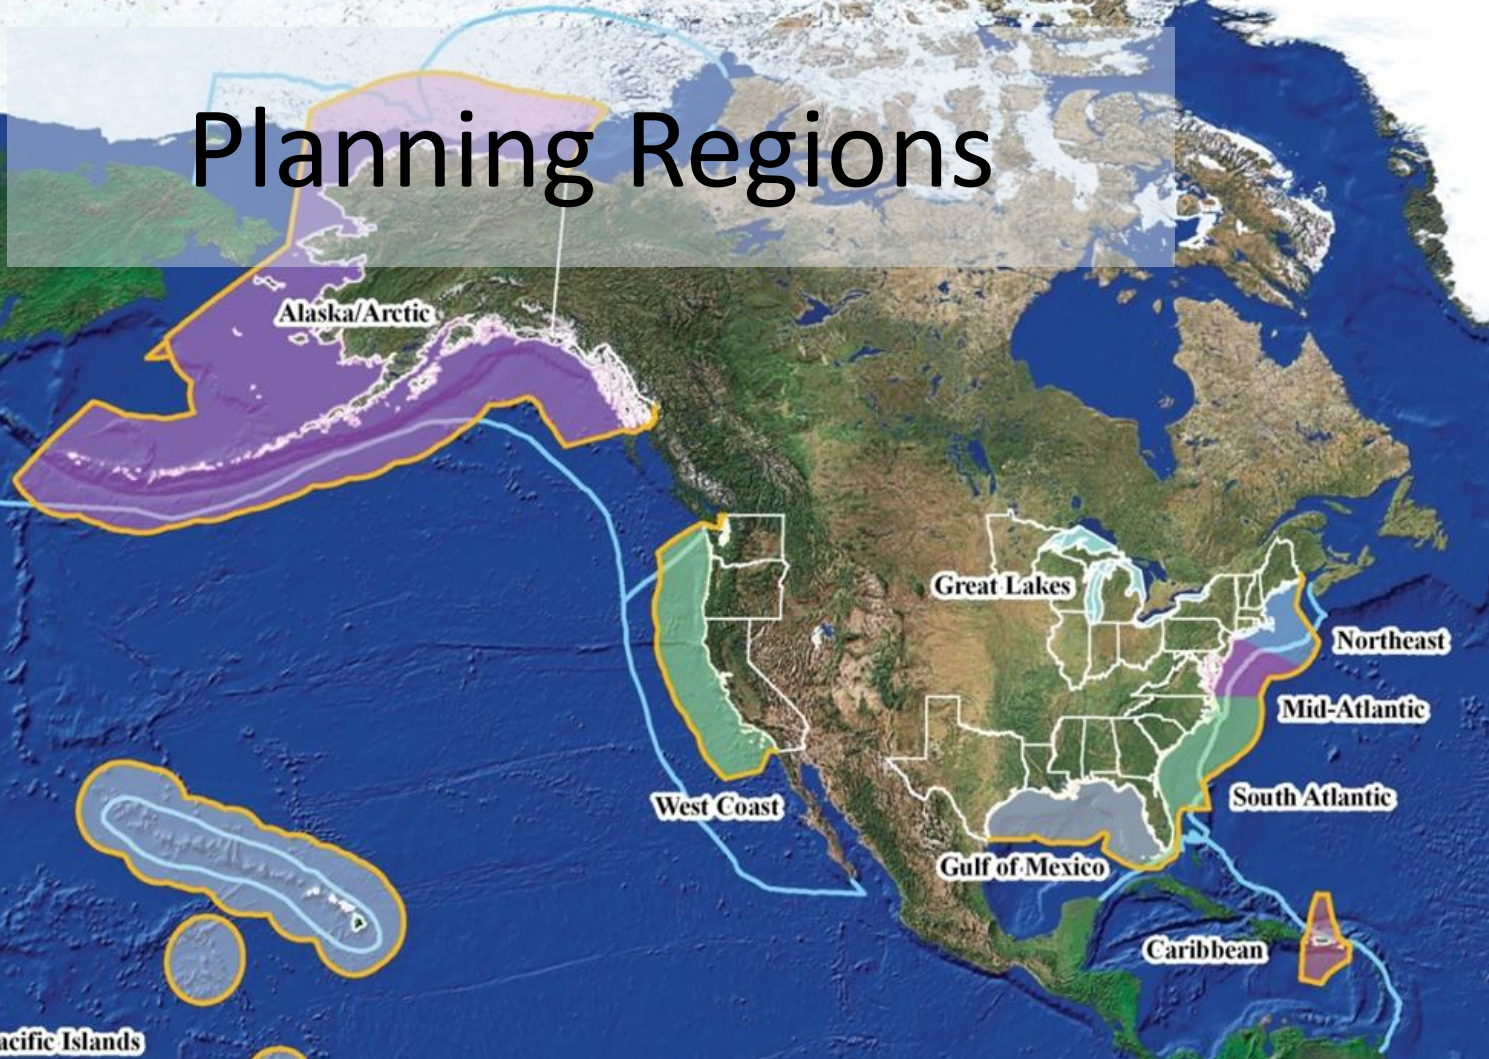 Planning Regions
Alaska/Arctic
Great Lakes
Northeast
Mid-Atlantic
South Atlantic
West Coast
Gulf of Mexico
Caribbean
acific Islands